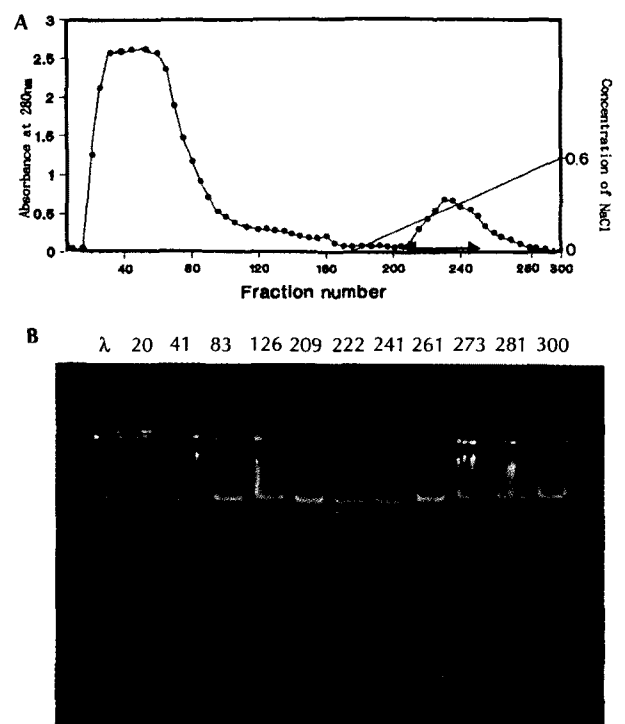 A
3
2.5
2
1.5
1
0.5
0
Absorbance at 280nm
0.6
0
Concentration of NaCl
40 80 120 160 200 240 280 300
Fraction number
B
λ 20 41 83 126 209 222 241 261 273 281 300